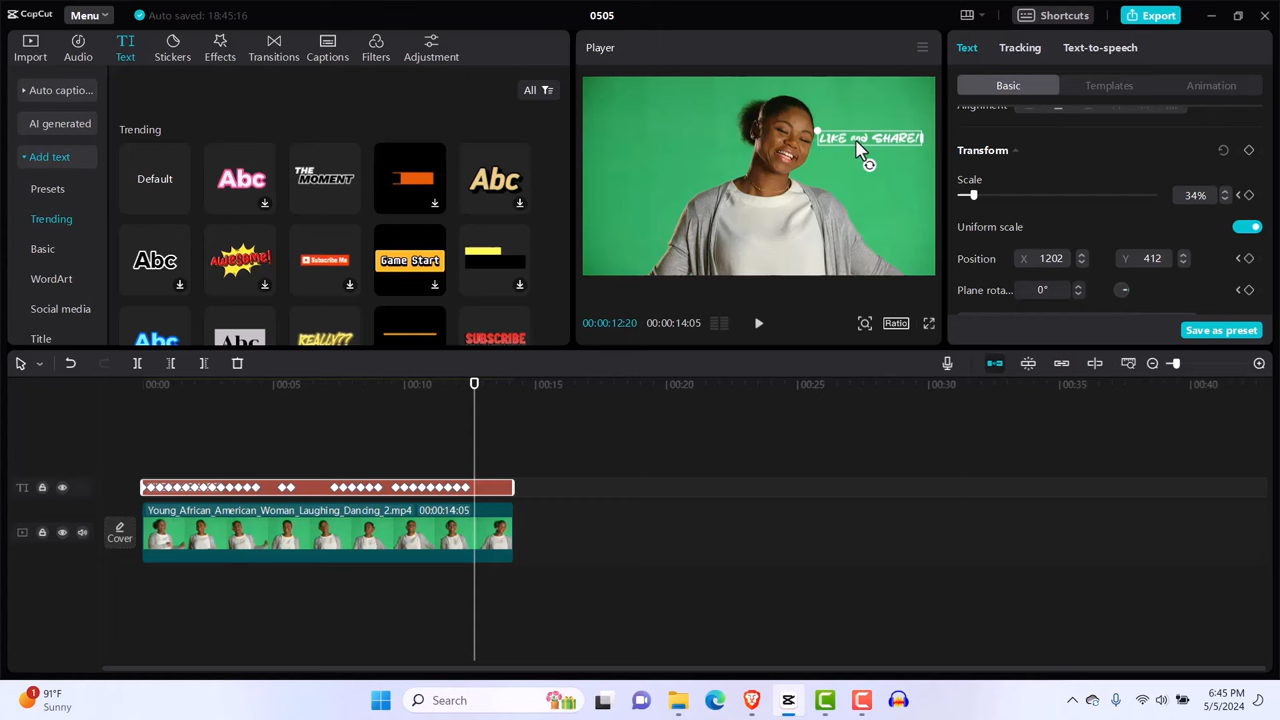 CapCut
Menu
Auto saved: 18:45:16
0505
Shortcuts
Export
Import
Audio
Text
Stickers
Effects
Transitions
Captions
Filters
Adjustment
Player
Text
Tracking
Text-to-speech
Auto captio...
All
Basic
Templates
Animation
AI generated
Alignment
Trending
LIKE and SHARE!
Transform
Add text
Default
Abc
THE MOMENT
Abc
Scale
34%
Presets
Trending
Uniform scale
Basic
Abc
AWESOME!
Subscribe Me
Game Start
Position
X 1202
Y 412
WordArt
Plane rota...
0°
Social media
00:00:12:20
00:00:14:05
Ratio
Save as preset
Title
Abc
Abc
REALLY??
SUBSCRIBE
00:00
00:05
00:10
00:15
00:20
00:25
00:30
00:35
00:40
TI
Young_African_American_Woman_Laughing_Dancing_2.mp4 00:00:14:05
Cover
1
91°F
Sunny
Search
6:45 PM
5/5/2024